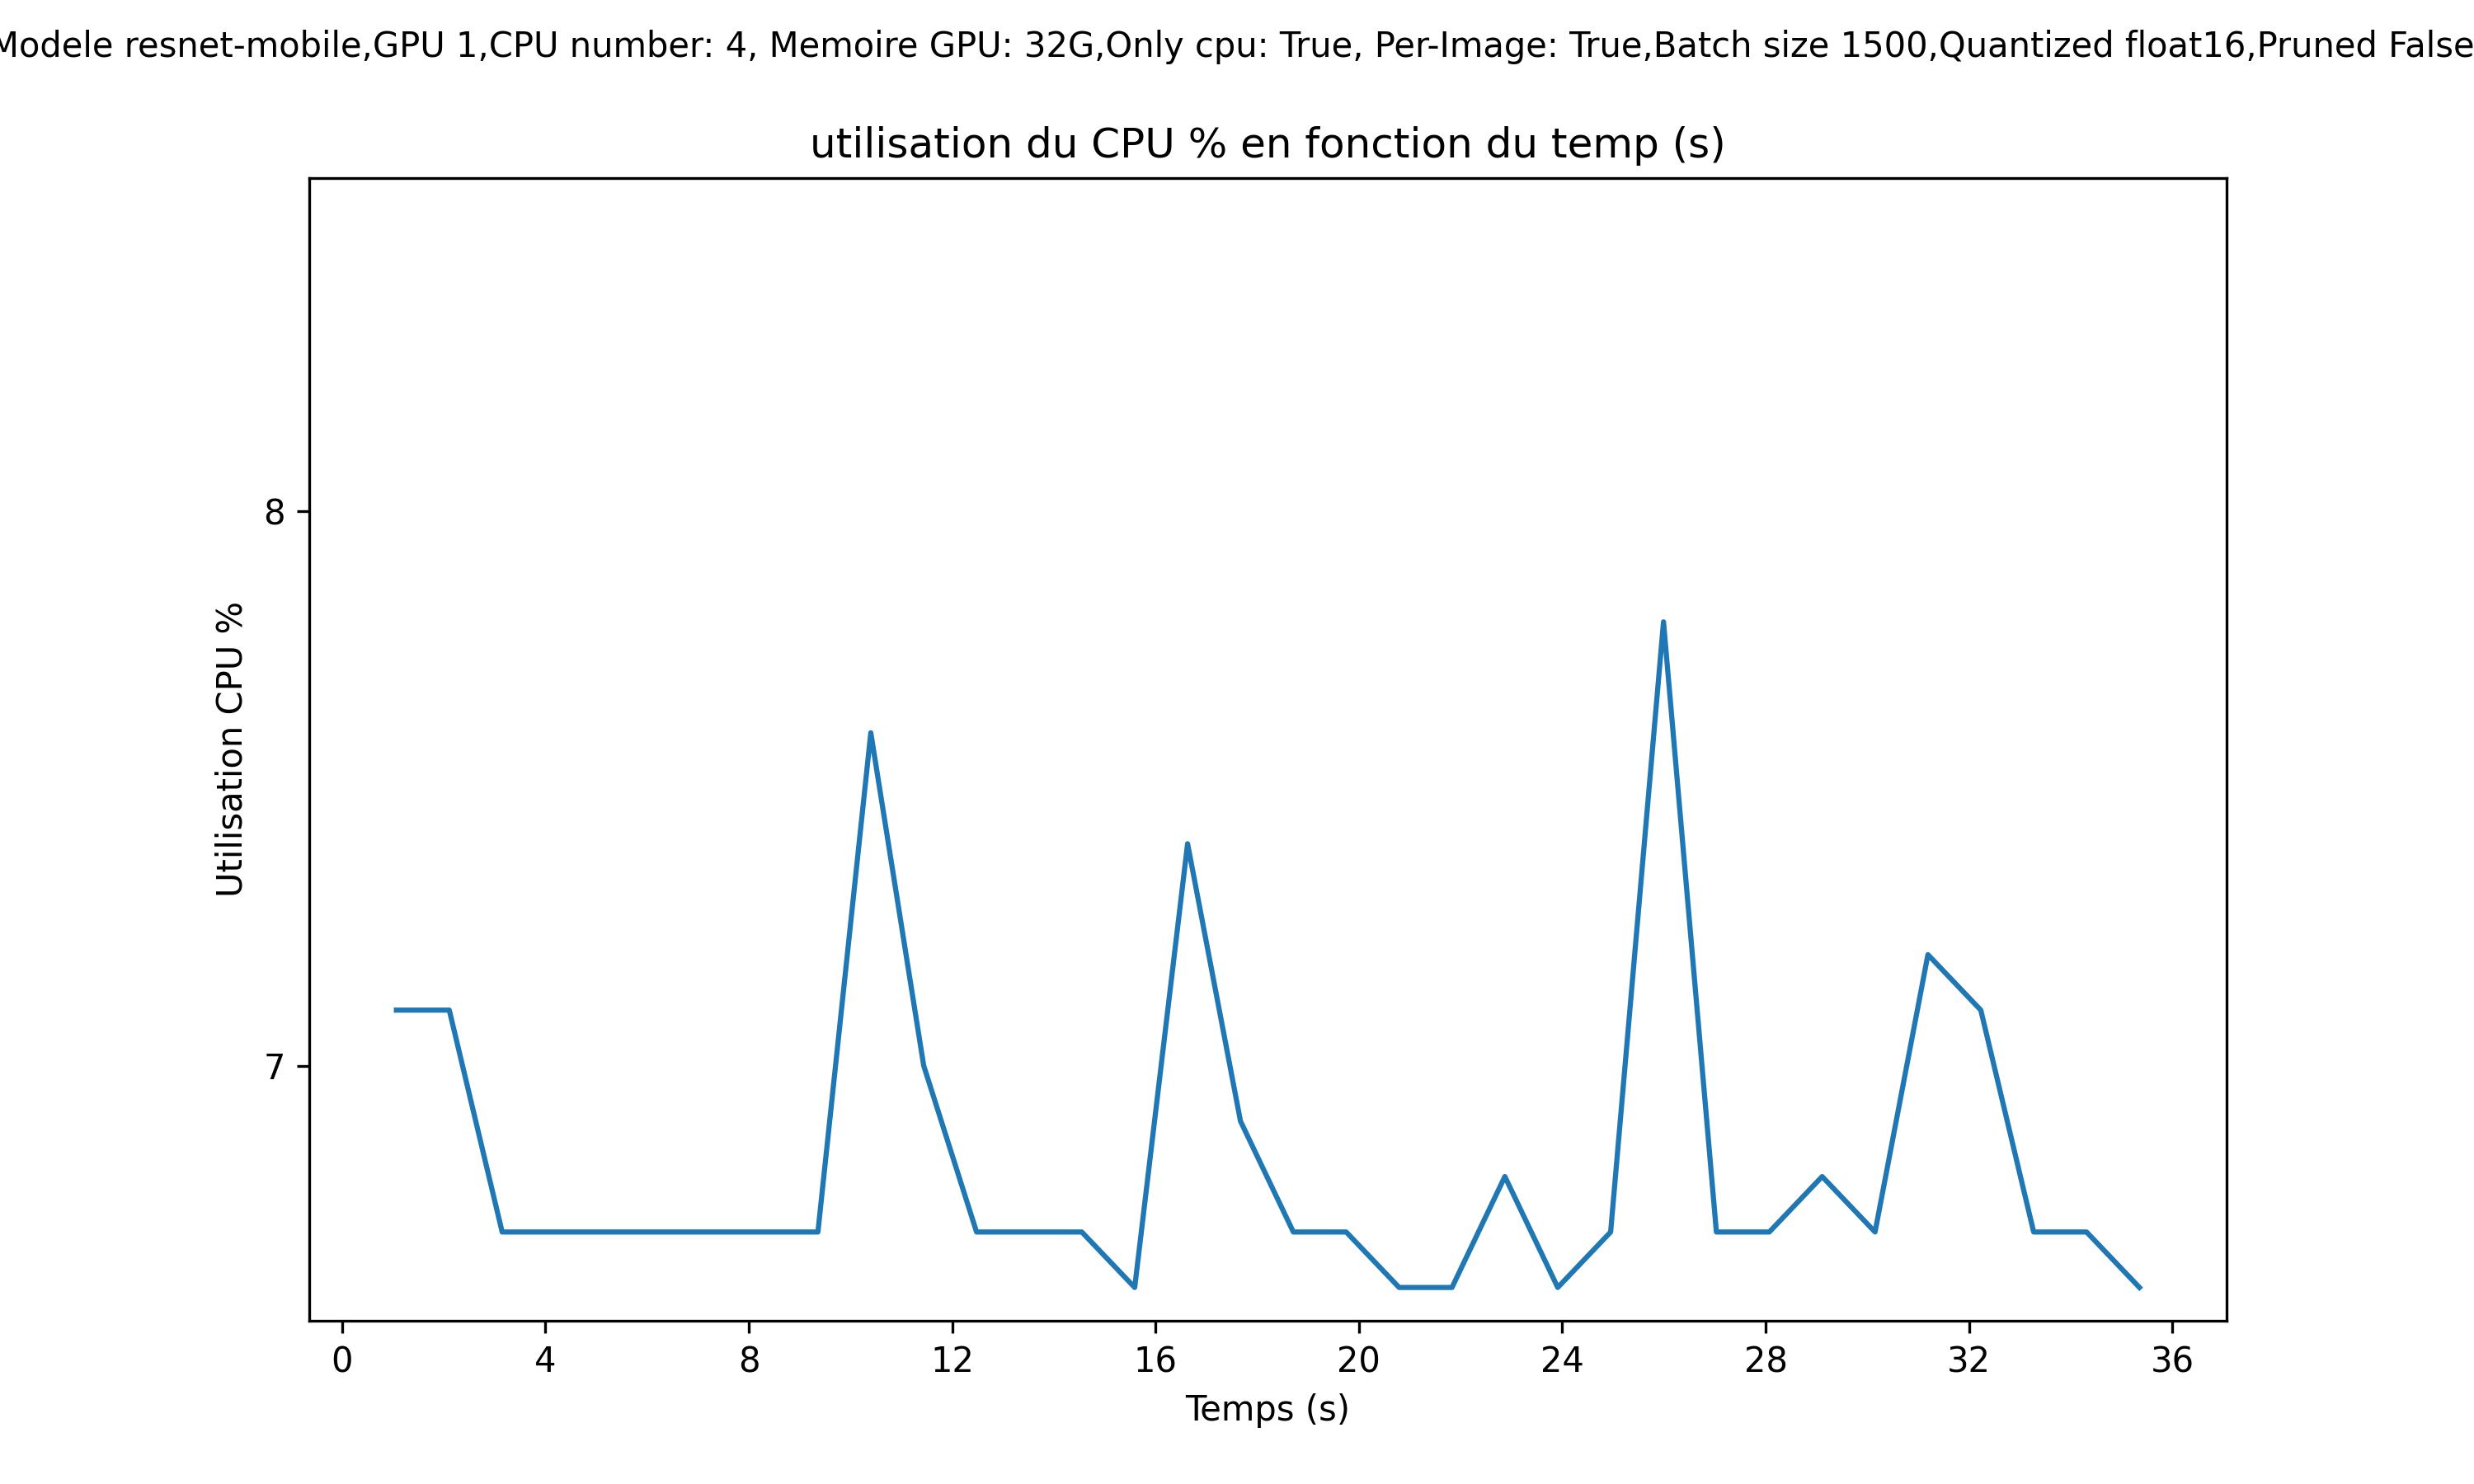 Modele resnet-mobile,GPU 1,CPU number: 4, Memoire GPU: 32G,Only cpu: True, Per-Image: True,Batch size 1500,Quantized float16,Pruned False
utilisation du CPU % en fonction du temp (s)
8
7
Utilisation CPU %
0 4 8 12 16 20 24 28 32 36
Temps (s)